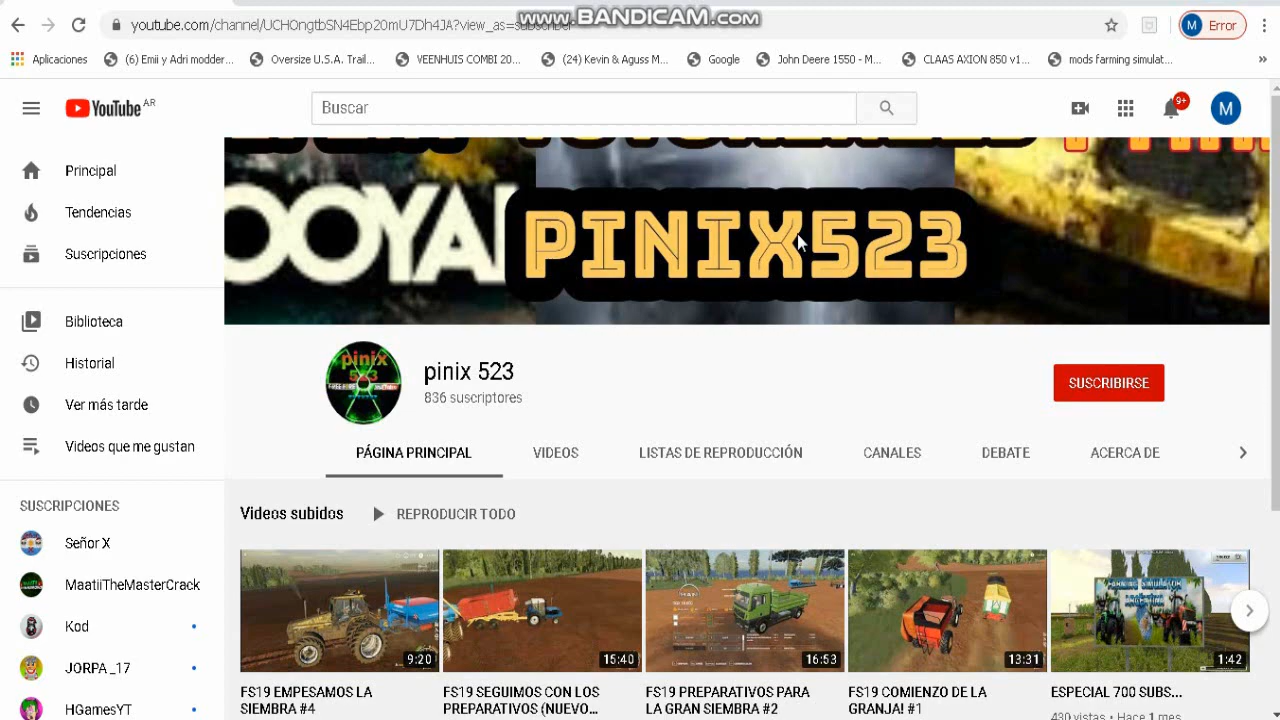 www.BANDICAM.com
youtube.com/channel/UCHOngtbSN4Ebp20mU7Dh4JA?view_as=subscriber
M Error
Aplicaciones (6) Emii y Adri modder... Oversize U.S.A. Trail... VEENHUIS COMBI 20... (24) Kevin & Aguss M... Google John Deere 1550 - M... CLAAS AXION 850 v1... mods farming simulat... »
YouTube AR
Buscar
9+
M
OOYA
PINIX523
Principal
Tendencias
Suscripciones
Biblioteca
Historial
Ver más tarde
Videos que me gustan
SUSCRIPCIONES
Señor X
MaatiiTheMasterCrack
Kod
JORPA_17
HGamesYT
pinix
523
pinix 523
836 suscriptores
SUSCRIBIRSE
PÁGINA PRINCIPAL VIDEOS LISTAS DE REPRODUCCIÓN CANALES DEBATE ACERCA DE
Videos subidos REPRODUCIR TODO
9:20
15:40
16:53
13:31
FARMING SIMULATOR
ARGENTINA
1:42
FS19 EMPESAMOS LA
SIEMBRA #4
FS19 SEGUIMOS CON LOS
PREPARATIVOS (NUEVO...
FS19 PREPARATIVOS PARA
LA GRAN SIEMBRA #2
FS19 COMIENZO DE LA
GRANJA! #1
ESPECIAL 700 SUBS...
430 vistas • Hace 1 mes